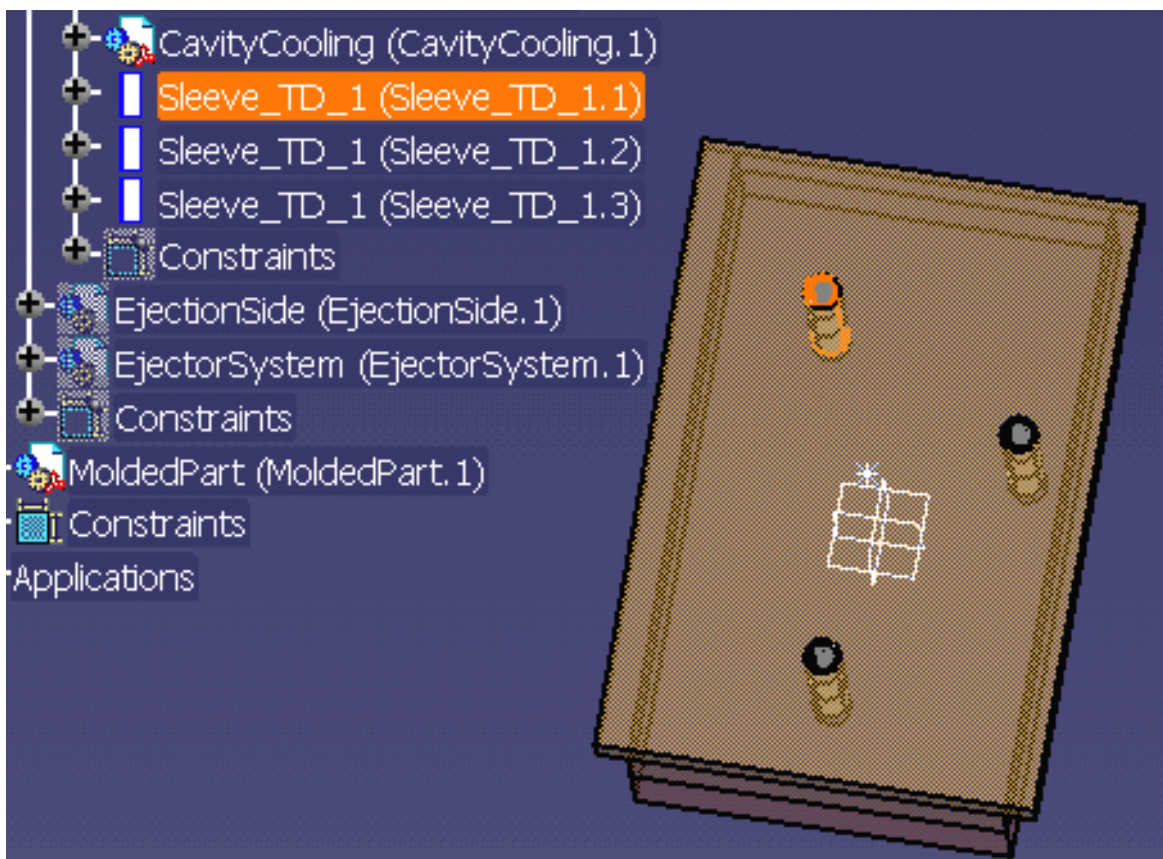 CavityCooling (CavityCooling.1)
Sleeve_TD_1 (Sleeve_TD_1.1)
Sleeve_TD_1 (Sleeve_TD_1.2)
Sleeve_TD_1 (Sleeve_TD_1.3)
Constraints
EjectionSide (EjectionSide.1)
EjectorSystem (EjectorSystem.1)
Constraints
MoldedPart (MoldedPart.1)
Constraints
Applications